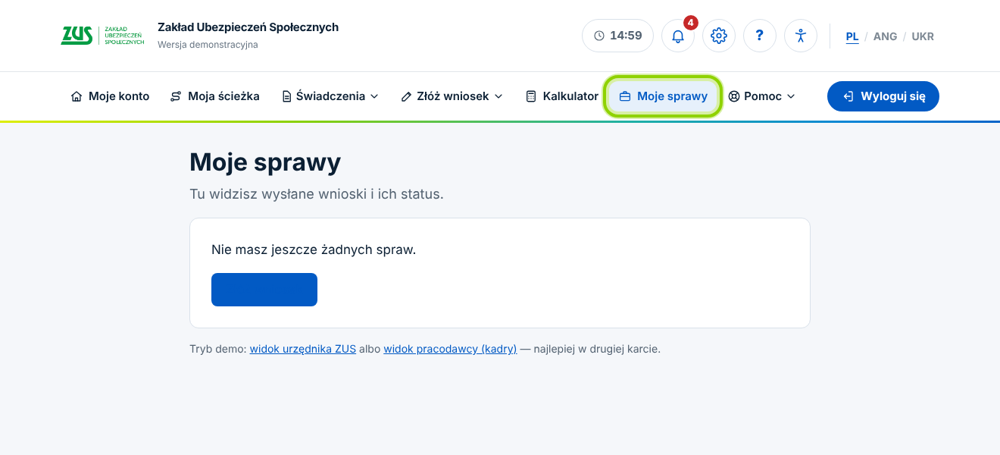 ZUS ZAKŁAD UBEZPIECZEŃ SPOŁECZNYCH
Zakład Ubezpieczeń Społecznych
Wersja demonstracyjna
14:59
4
?
PL / ANG / UKR
Moje konto
Moja ścieżka
Świadczenia
Złóż wniosek
Kalkulator
Moje sprawy
Pomoc
Wyloguj się
Moje sprawy
Tu widzisz wysłane wnioski i ich status.
Nie masz jeszcze żadnych spraw.
Tryb demo: widok urzędnika ZUS albo widok pracodawcy (kadry) — najlepiej w drugiej karcie.